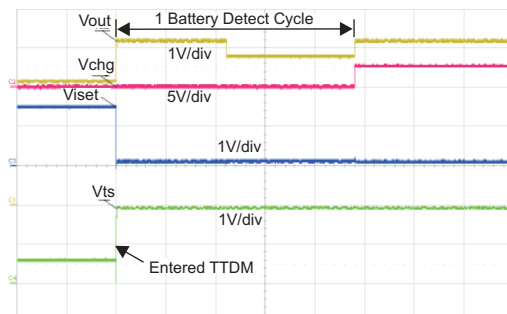 1 Battery Detect Cycle
Vout
1V/div
Vchg
5V/div
Viset
1V/div
Vts
1V/div
Entered TTDM